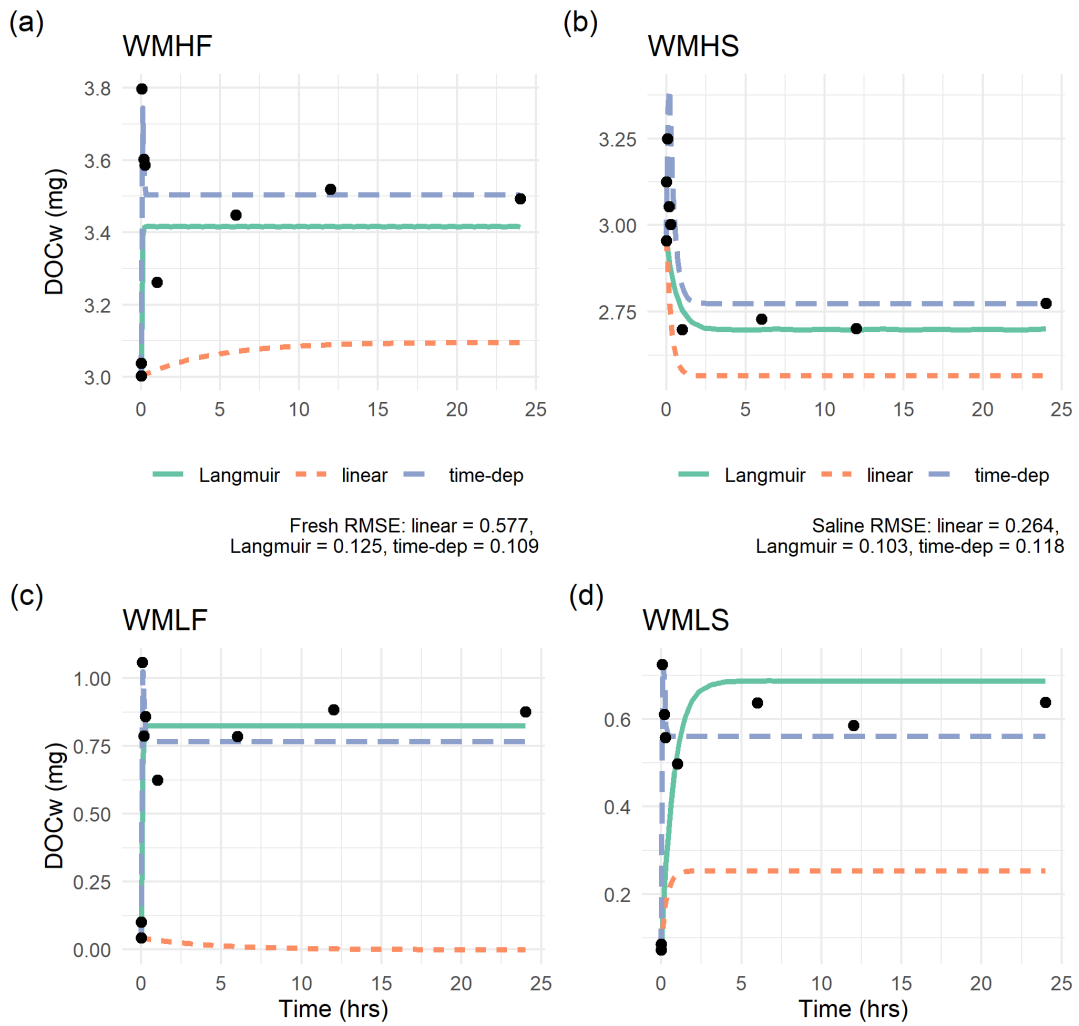 (a)
WMHF
DOCw (mg)
3.8
3.6
3.4
3.2
3.0
0 5 10 15 20 25
Langmuir linear time-dep
Fresh RMSE: linear = 0.577,
Langmuir = 0.125, time-dep = 0.109
(b)
WMHS
3.25
3.00
2.75
0 5 10 15 20 25
Langmuir linear time-dep
Saline RMSE: linear = 0.264,
Langmuir = 0.103, time-dep = 0.118
(c)
WMLF
DOCw (mg)
1.00
0.75
0.50
0.25
0.00
0 5 10 15 20 25
Time (hrs)
(d)
WMLS
0.6
0.4
0.2
0 5 10 15 20 25
Time (hrs)